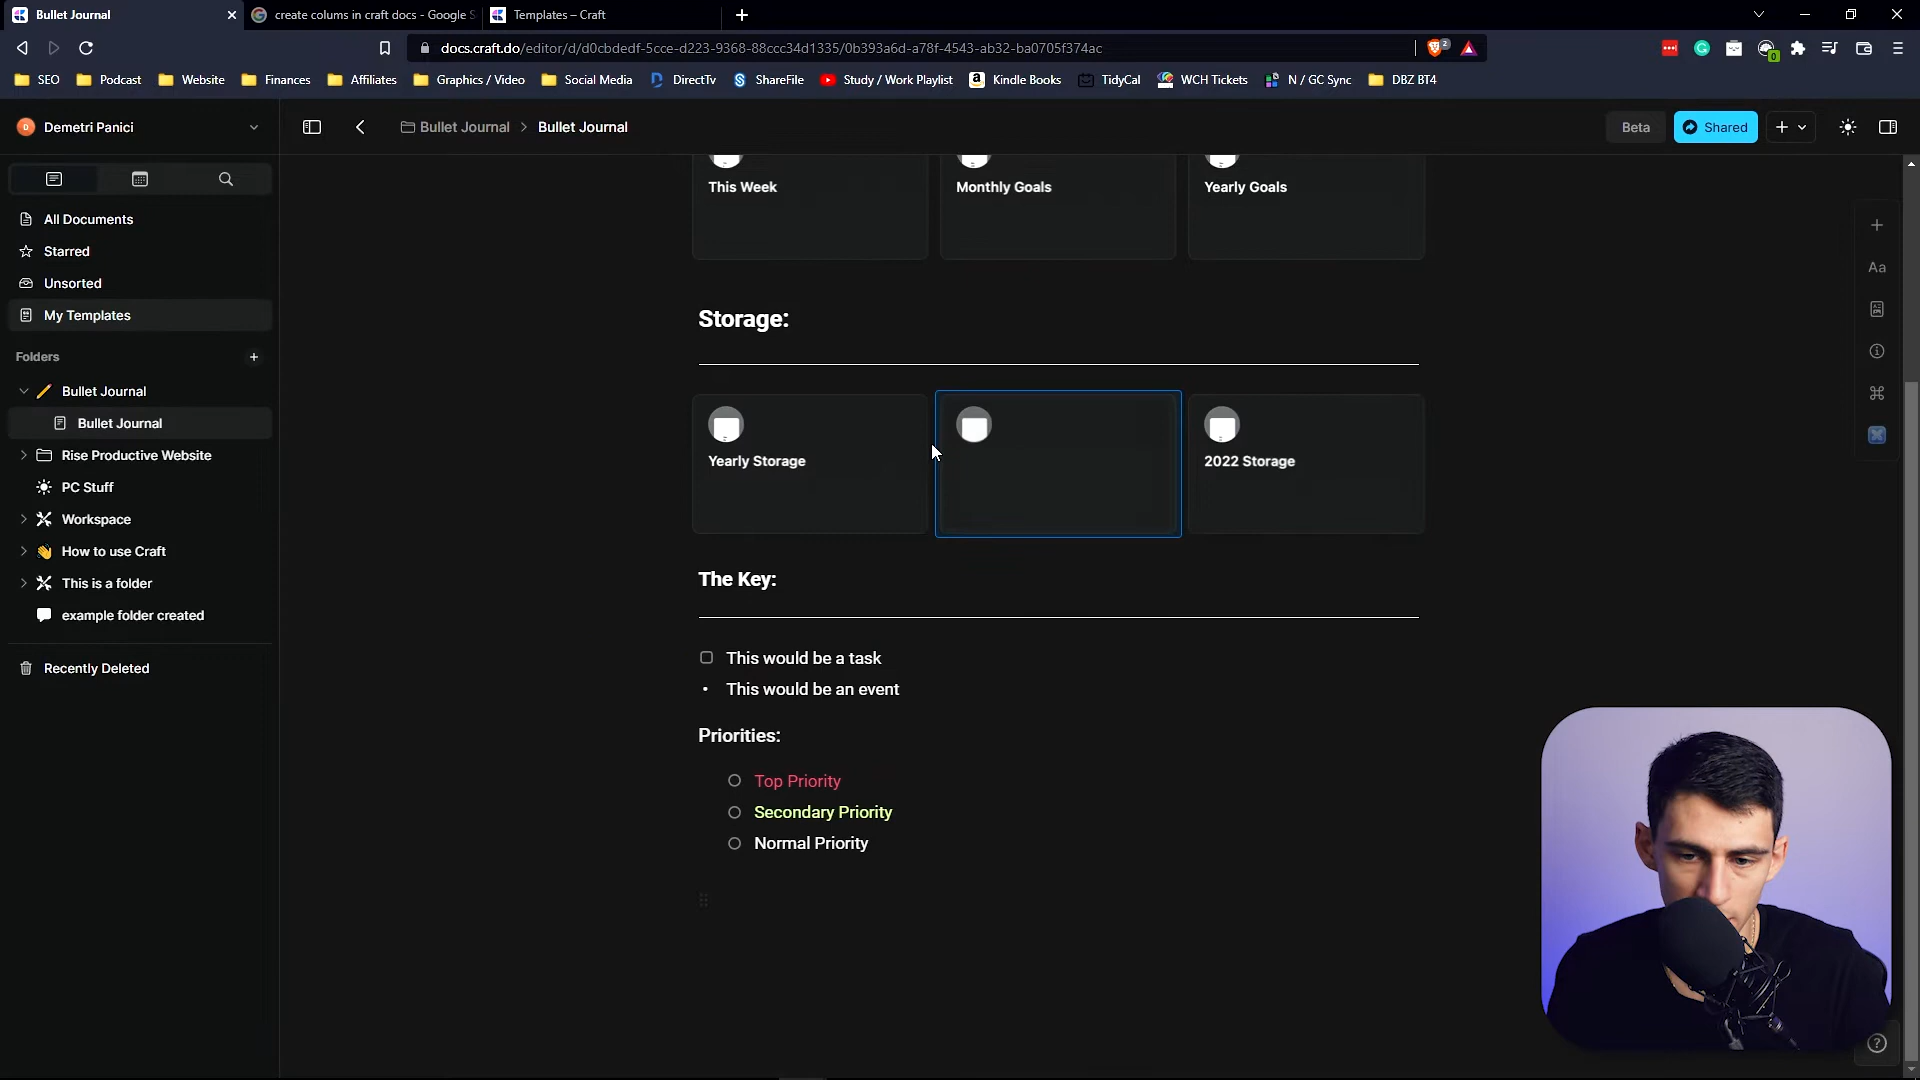 Bullet Journal
create colums in craft docs - Google S
Templates – Craft
docs.craft.do/editor/d/d0cbdedf-5cce-d223-9368-88ccc34d1335/0b393a6d-a78f-4543-ab32-ba0705f374ac
2
0
SEO
Podcast
Website
Finances
Affiliates
Graphics / Video
Social Media
DirectTv
ShareFile
Study / Work Playlist
Kindle Books
TidyCal
WCH Tickets
N / GC Sync
DBZ BT4
D
Demetri Panici
Bullet Journal > Bullet Journal
Beta
Shared
All Documents
Starred
Unsorted
My Templates
Folders
Bullet Journal
Bullet Journal
Rise Productive Website
PC Stuff
Workspace
How to use Craft
This is a folder
example folder created
Recently Deleted
This Week
Monthly Goals
Yearly Goals
Storage:
Yearly Storage
2022 Storage
The Key:
This would be a task
• This would be an event
Priorities:
Top Priority
Secondary Priority
Normal Priority
Aa
?